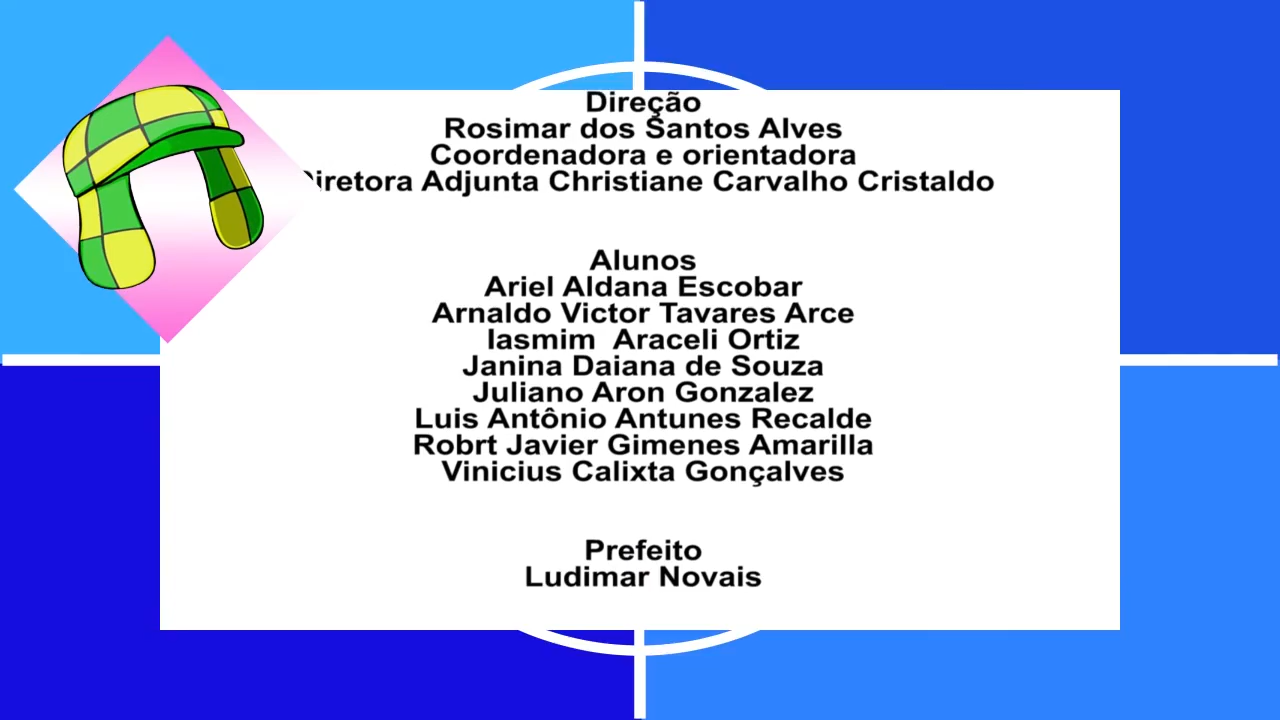 Direção
Rosimar dos Santos Alves
Coordenadora e orientadora
Diretora Adjunta Christiane Carvalho Cristaldo
Alunos
Ariel Aldana Escobar
Arnaldo Victor Tavares Arce
Iasmim Araceli Ortiz
Janina Daiana de Souza
Juliano Aron Gonzalez
Luis Antônio Antunes Recalde
Robrt Javier Gimenes Amarilla
Vinicius Calixta Gonçalves
Prefeito
Ludimar Novais